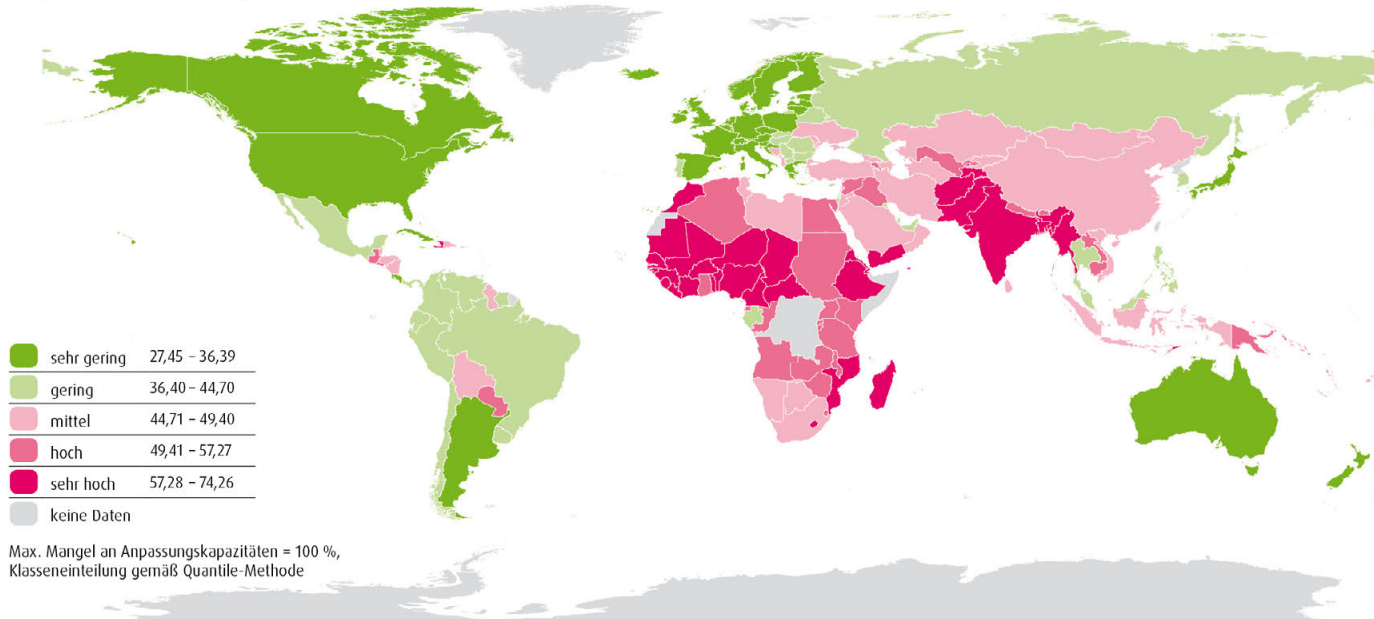 sehr gering 27,45 – 36,39
gering 36,40 – 44,70
mittel 44,71 – 49,40
hoch 49,41 – 57,27
sehr hoch 57,28 – 74,26
keine Daten
Max. Mangel an Anpassungskapazitäten = 100 %,
Klasseneinteilung gemäß Quantile-Methode